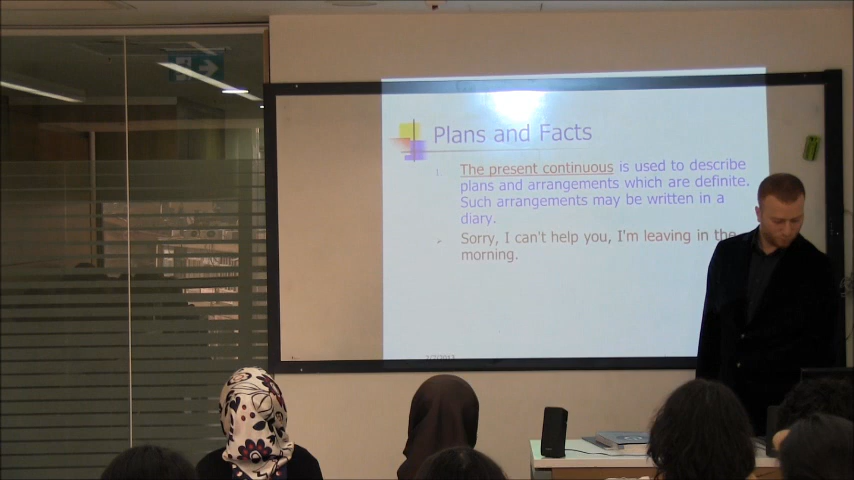 Plans and Facts
1. The present continuous is used to describe
plans and arrangements which are definite.
Such arrangements may be written in a
diary.
Sorry, I can't help you, I'm leaving in the
morning.